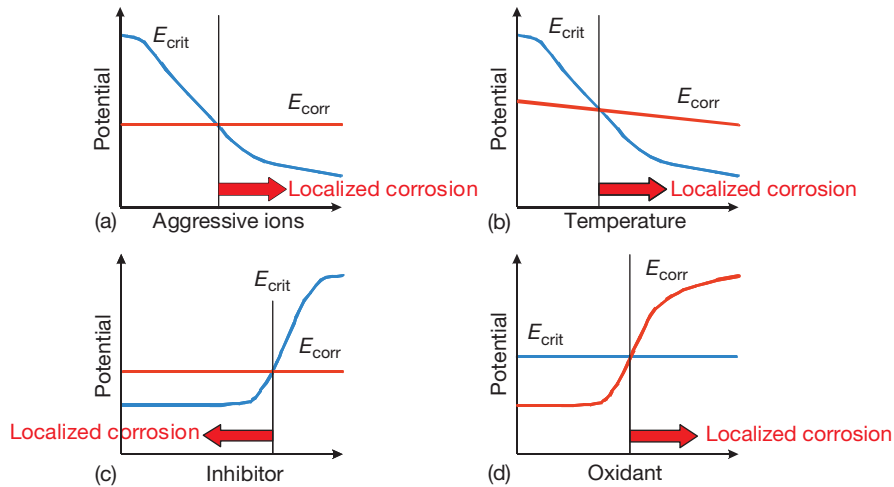 E_crit
E_corr
Potential
Localized corrosion
(a)
Aggressive ions
E_crit
E_corr
Potential
Localized corrosion
(b)
Temperature
E_crit
E_corr
Potential
Localized corrosion
(c)
Inhibitor
E_corr
E_crit
Potential
Localized corrosion
(d)
Oxidant